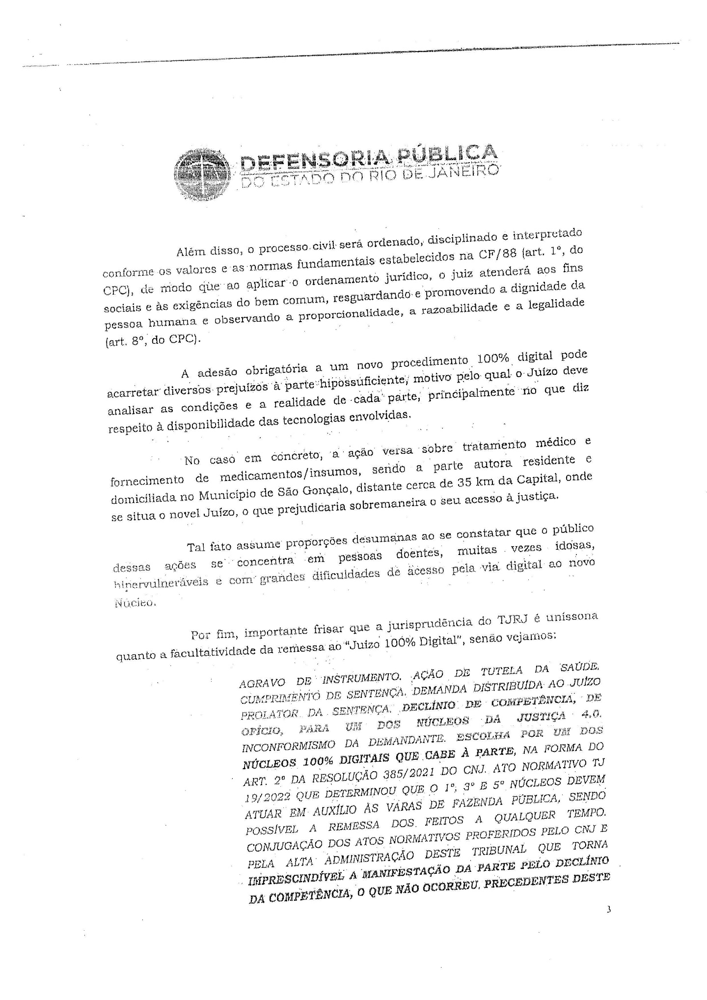 DEFENSORIA PÚBLICA
DO ESTADO DO RIO DE JANEIRO
Além disso, o processo civil será ordenado, disciplinado e interpretado
conforme os valores e as normas fundamentais estabelecidos na CF/88 (art. 1º, do
CPC), de modo que ao aplicar o ordenamento jurídico, o juiz atenderá aos fins
sociais e às exigências do bem comum, resguardando e promovendo a dignidade da
pessoa humana e observando a proporcionalidade, a razoabilidade e a legalidade
(art. 8º, do CPC).
A adesão obrigatória a um novo procedimento 100% digital pode
acarretar diversos prejuízos à parte hipossuficiente, motivo pelo qual o Juízo deve
analisar as condições e a realidade de cada parte, principalmente no que diz
respeito à disponibilidade das tecnologias envolvidas.
No caso em concreto, a ação versa sobre tratamento médico e
fornecimento de medicamentos/insumos, sendo a parte autora residente e
domiciliada no Município de São Gonçalo, distante cerca de 35 km da Capital, onde
se situa o novel Juízo, o que prejudicaria sobremaneira o seu acesso à justiça.
Tal fato assume proporções desumanas ao se constatar que o público
dessas ações se concentra em pessoas doentes, muitas vezes idosas,
hipervulneráveis e com grandes dificuldades de acesso pela via digital ao novo
Núcleo.
Por fim, importante frisar que a jurisprudência do TJRJ é uníssona
quanto a facultatividade da remessa ao “Juízo 100% Digital”, senão vejamos:
AGRAVO DE INSTRUMENTO. AÇÃO DE TUTELA DA SAÚDE.
CUMPRIMENTO DE SENTENÇA. DEMANDA DISTRIBUÍDA AO JUÍZO
PROLATOR DA SENTENÇA. DECLÍNIO DE COMPETÊNCIA, DE
OFÍCIO, PARA UM DOS NÚCLEOS DA JUSTIÇA 4.0.
INCONFORMISMO DA DEMANDANTE. ESCOLHA POR UM DOS
NÚCLEOS 100% DIGITAIS QUE CABE À PARTE, NA FORMA DO
ART. 2º DA RESOLUÇÃO 385/2021 DO CNJ. ATO NORMATIVO TJ
19/2022 QUE DETERMINOU QUE O 1º, 3º E 5º NÚCLEOS DEVEM
ATUAR EM AUXÍLIO ÀS VARAS DE FAZENDA PÚBLICA, SENDO
POSSÍVEL A REMESSA DOS FEITOS A QUALQUER TEMPO.
CONJUGAÇÃO DOS ATOS NORMATIVOS PROFERIDOS PELO CNJ E
PELA ALTA ADMINISTRAÇÃO DESTE TRIBUNAL QUE TORNA
IMPRESCINDÍVEL A MANIFESTAÇÃO DA PARTE PELO DECLÍNIO
DA COMPETÊNCIA, O QUE NÃO OCORREU. PRECEDENTES DESTE
3